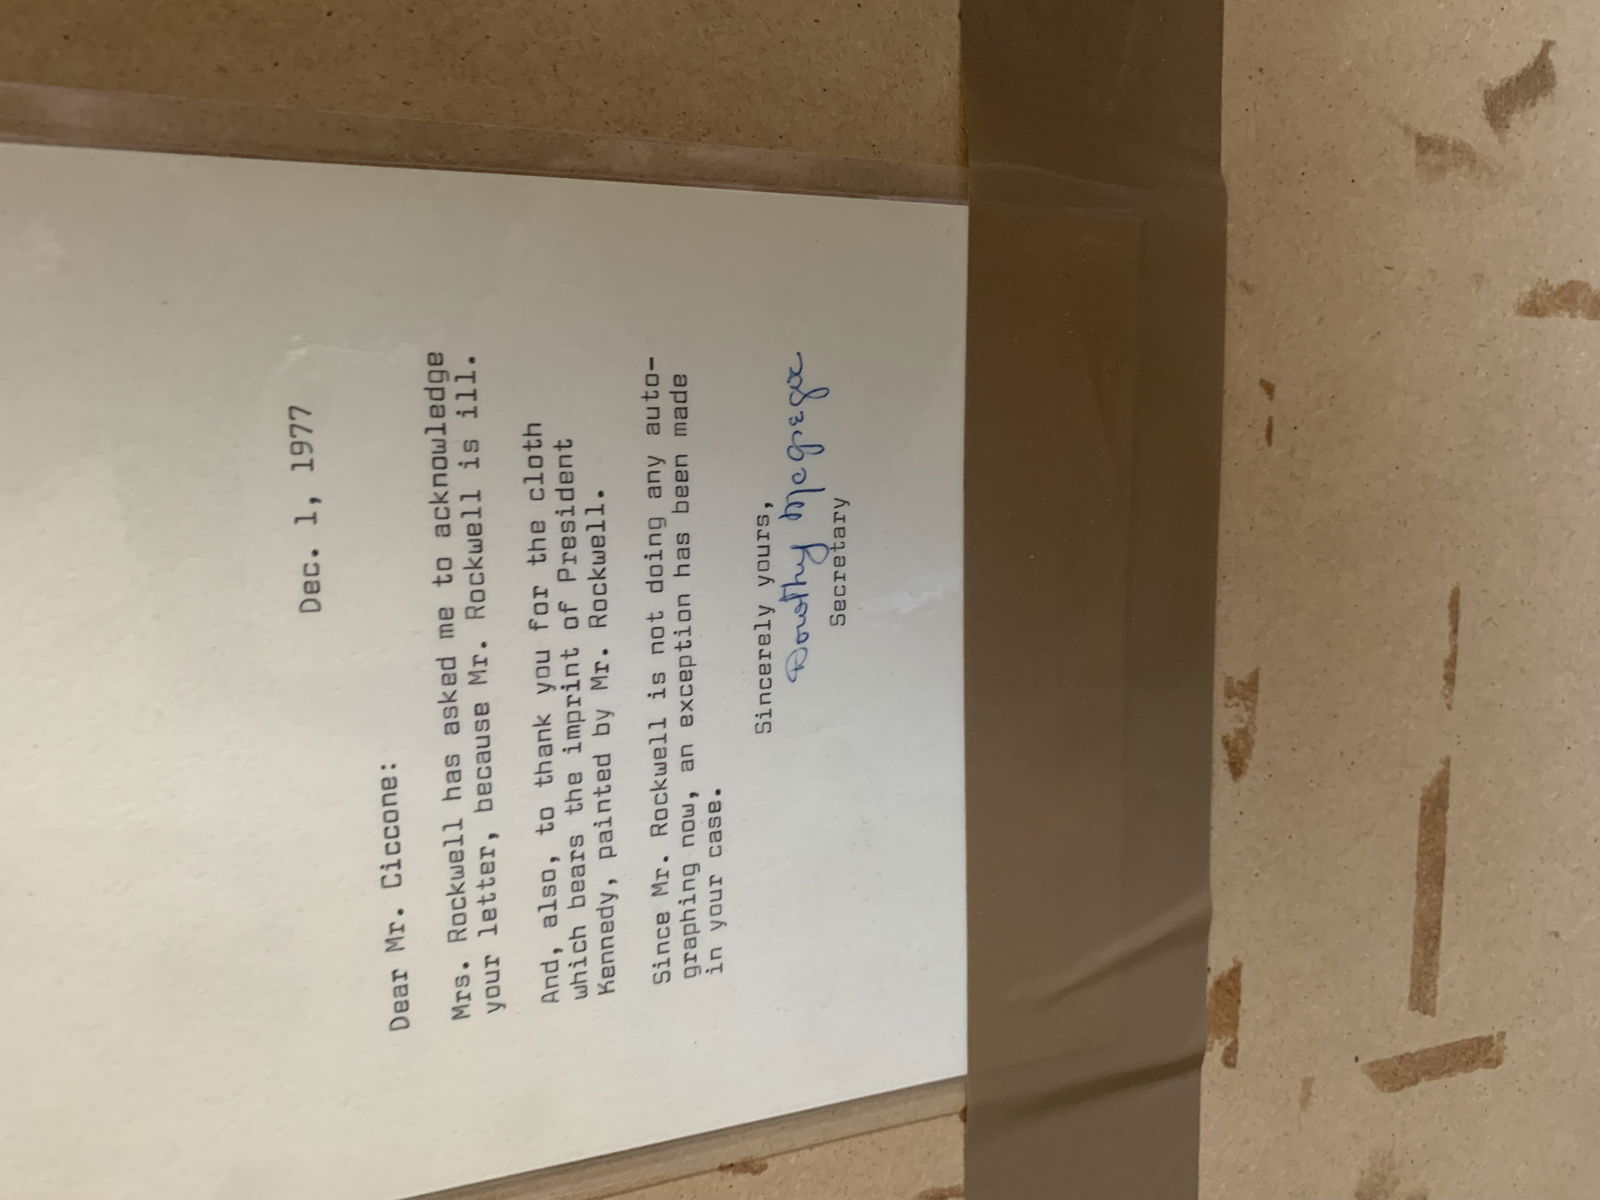 Dec. 1, 1977
Dear Mr. Ciccone:
Mrs. Rockwell has asked me to acknowledge
your letter, because Mr. Rockwell is ill.
And, also, to thank you for the cloth
which bears the imprint of President
Kennedy, painted by Mr. Rockwell.
Since Mr. Rockwell is not doing any auto-
graphing now, an exception has been made
in your case.
Sincerely yours,
Dorothy McGregor
Secretary